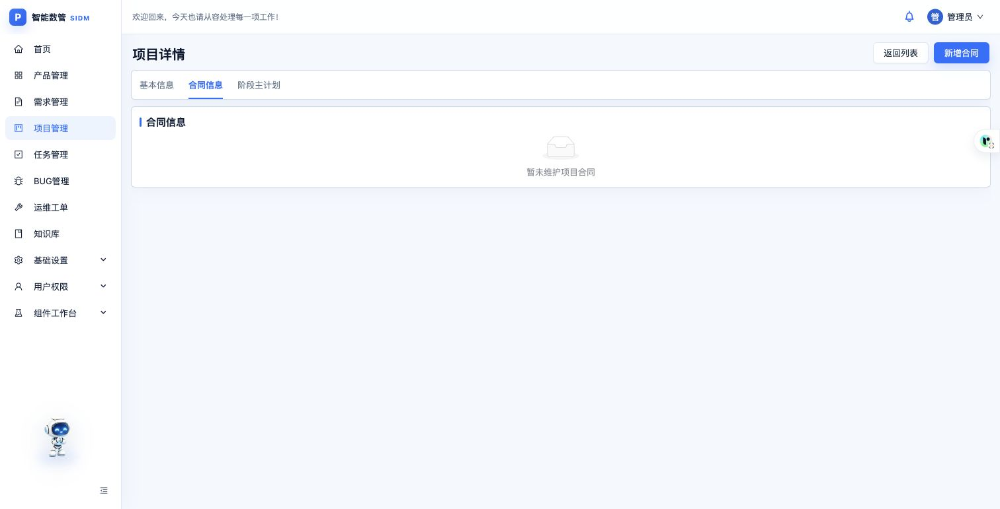 P 智能数管 SIDM
欢迎回来，今天也请从容处理每一项工作！
管 管理员
首页
产品管理
需求管理
项目管理
任务管理
BUG管理
运维工单
知识库
基础设置
用户权限
组件工作台
项目详情
返回列表 新增合同
基本信息 合同信息 阶段主计划
合同信息
暂未维护项目合同